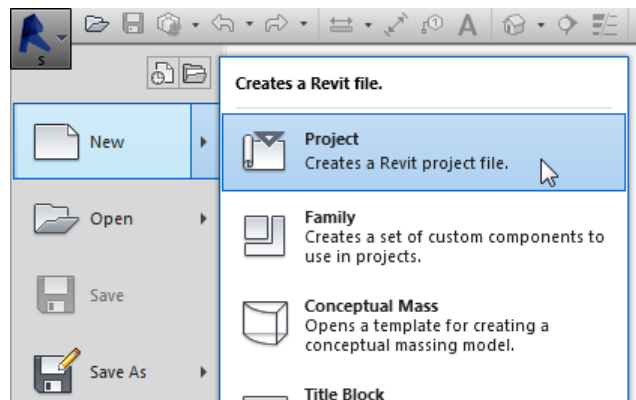 A
S
Creates a Revit file.
New
Project
Creates a Revit project file.
Open
Family
Creates a set of custom components to
use in projects.
Save
Conceptual Mass
Opens a template for creating a
conceptual massing model.
Save As
Title Block